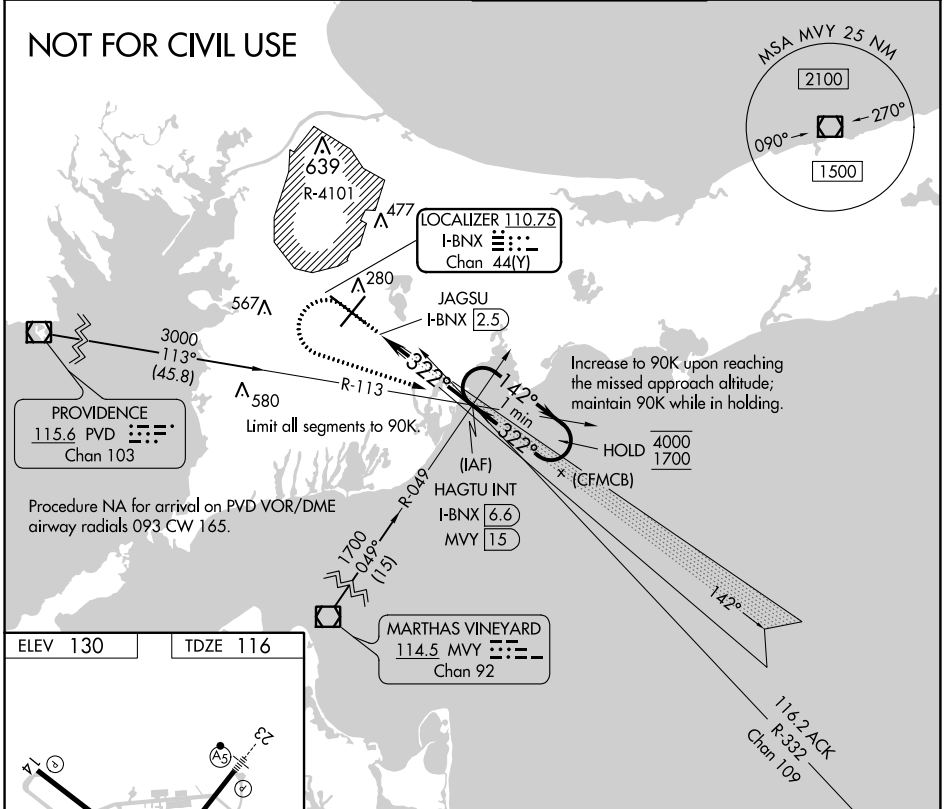 NOT FOR CIVIL USE
MSA MVY 25 NM
2100
090°
270°
1500
639
R-4101
477
LOCALIZER 110.75
I-BNX
Chan 44(Y)
280
567
JAGSU
I-BNX 2.5
3000
113°
(45.8)
R-113
322°
142°
1 min
322°
Increase to 90K upon reaching
the missed approach altitude;
maintain 90K while in holding.
580
PROVIDENCE
115.6 PVD
Chan 103
Limit all segments to 90K.
HOLD 4000
1700
(IAF)
(CFMCB)
HAGTU INT
I-BNX 6.6
MVY 15
Procedure NA for arrival on PVD VOR/DME
airway radials 093 CW 165.
R-049
1700
049°
(15)
142°
MARTHAS VINEYARD
114.5 MVY
Chan 92
116.2 ACK
R-332
Chan 109
ELEV 130
TDZE 116
14
P
A5
23
P